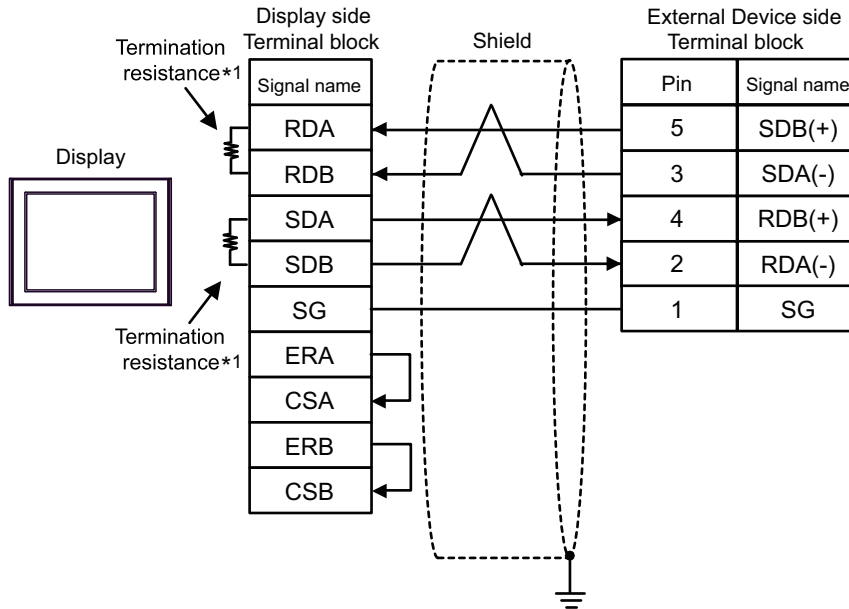 Display side
Terminal block
Shield
External Device side
Terminal block
Termination
resistance*1
Display
Signal name
RDA
RDB
SDA
SDB
SG
ERA
CSA
ERB
CSB
Termination
resistance*1
Pin Signal name
5 SDB(+)
3 SDA(-)
4 RDB(+)
2 RDA(-)
1 SG